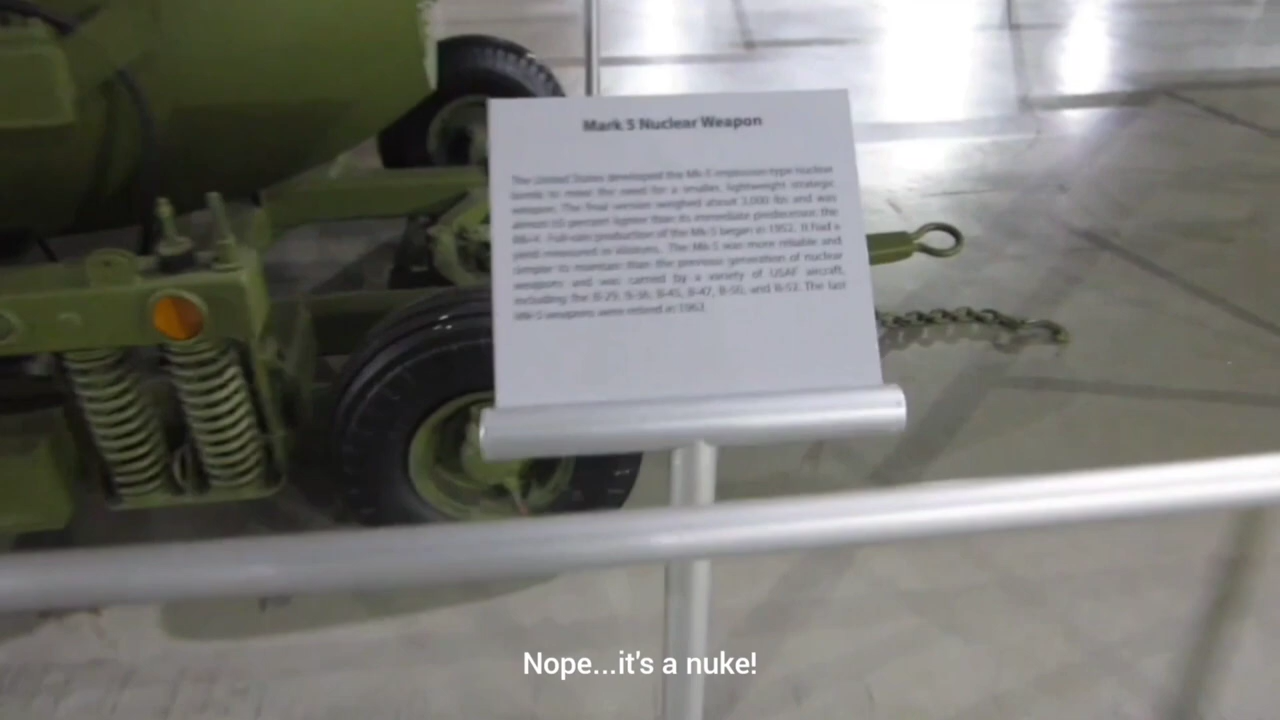 Mark 5 Nuclear Weapon
The United States developed the Mk-5 implosion-type nuclear
bomb to meet the need for a smaller, lightweight strategic
weapon. The final version weighed about 3,000 lbs and was
almost percent lighter than its immediate predecessor, the
Mk-4. Full-scale production of the Mk-5 began in 1952. It had a
yield measured in kilotons. The Mk-5 was more reliable and
simpler to maintain than the previous generation of nuclear
weapons and was carried by a variety of USAF aircraft,
including the B-29, B-36, B-45, B-47, B-50, and B-52. The last
Mk-5 weapons were retired in 1963.
Nope...it's a nuke!